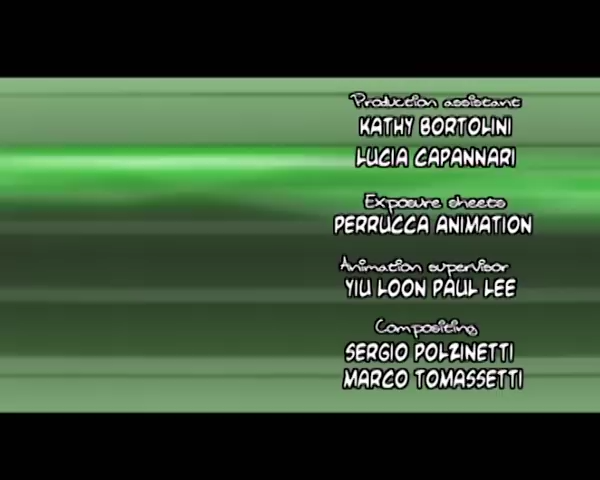 Production assistant
KATHY BORTOLINI
LUCIA CAPANNARI
Exposure sheets
PERRUCCA ANIMATION
Animation supervisor
YIU LOON PAUL LEE
Compositing
SERGIO POLZINETTI
MARCO TOMASSETTI